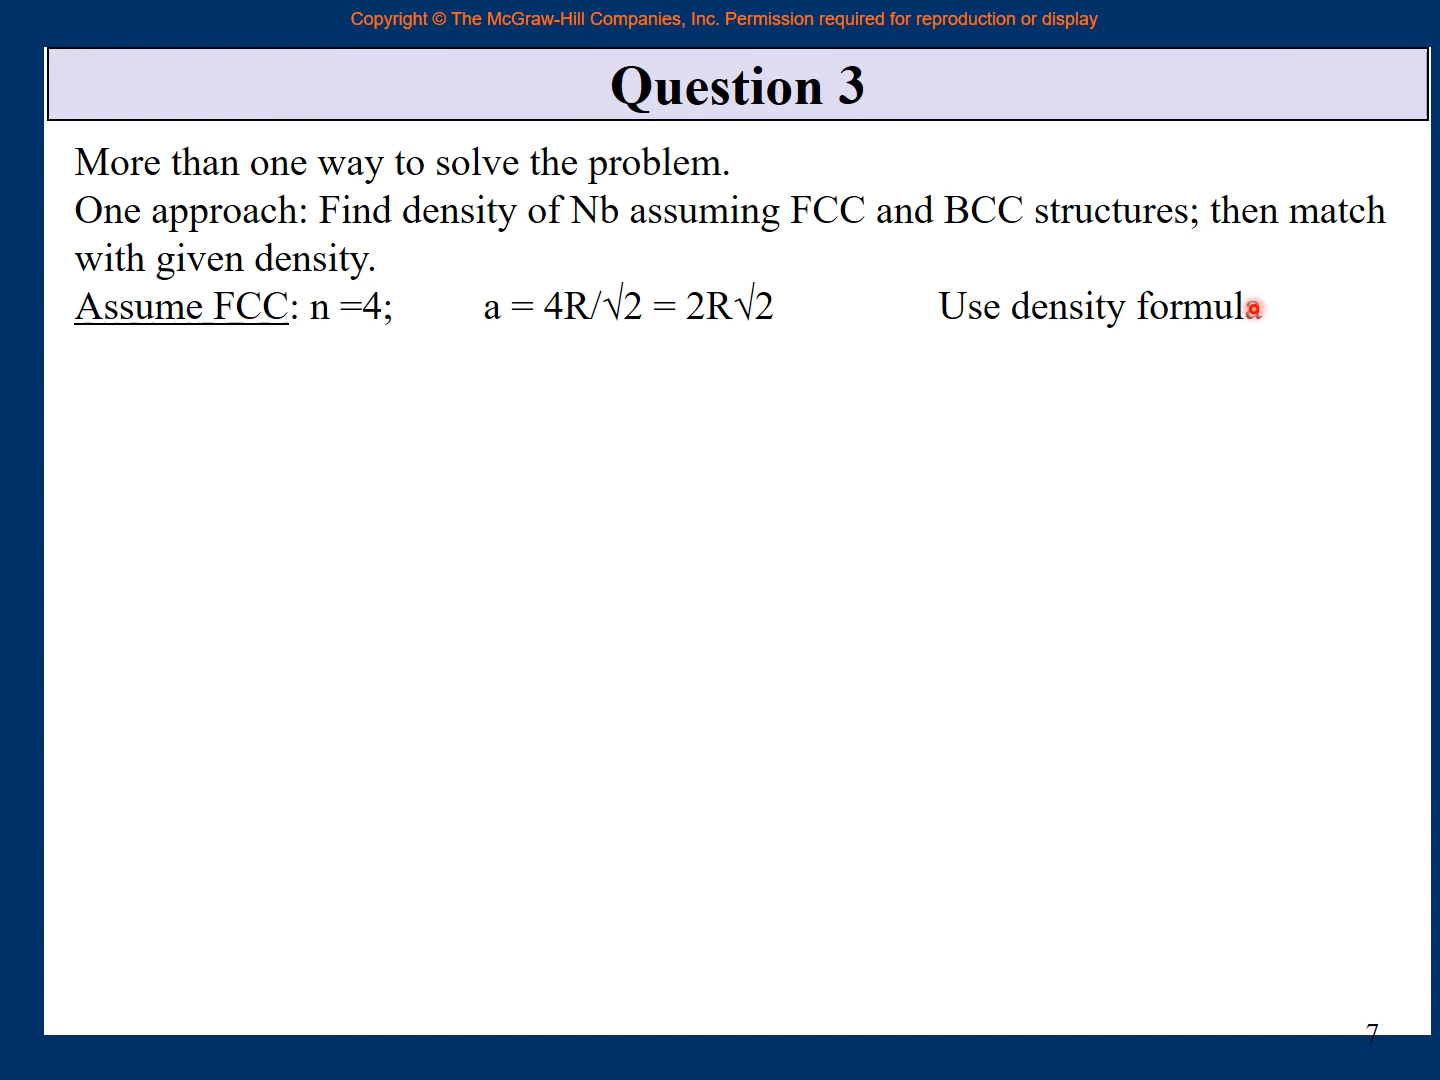 Copyright © The McGraw-Hill Companies, Inc. Permission required for reproduction or display
Question 3
More than one way to solve the problem.
One approach: Find density of Nb assuming FCC and BCC structures; then match
with given density.
Assume FCC: n =4; a = 4R/√2 = 2R√2 Use density formula
7